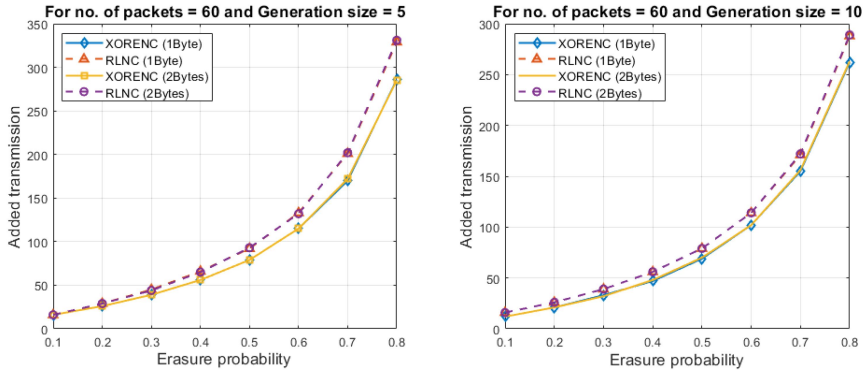 For no. of packets = 60 and Generation size = 5
350
300
250
200
150
100
50
0
Added transmission
XORENC (1Byte)
RLNC (1Byte)
XORENC (2Bytes)
RLNC (2Bytes)
0.1 0.2 0.3 0.4 0.5 0.6 0.7 0.8
Erasure probability
For no. of packets = 60 and Generation size = 10
300
250
200
150
100
50
0
Added transmission
XORENC (1Byte)
RLNC (1Byte)
XORENC (2Bytes)
RLNC (2Bytes)
0.1 0.2 0.3 0.4 0.5 0.6 0.7 0.8
Erasure probability